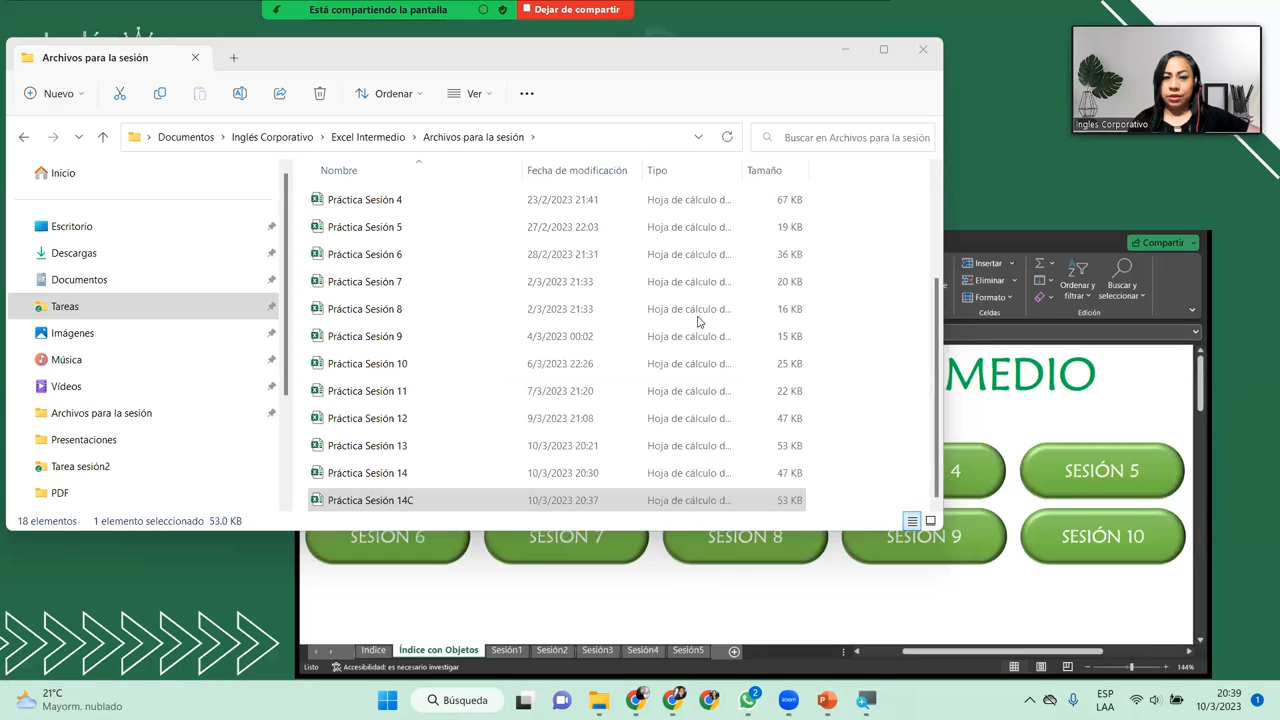 Está compartiendo la pantalla
Dejar de compartir
Archivos para la sesión
Nuevo
Ordenar
Ver
Documentos > Inglés Corporativo > Excel Intermedio
Archivos para la sesión >
Buscar en Archivos para la sesión
Inicio
Escritorio
Descargas
Documentos
Tareas
Imágenes
Música
Vídeos
Archivos para la sesión
Presentaciones
Tarea sesión2
PDF
Nombre Fecha de modificación Tipo Tamaño
Práctica Sesión 4 23/2/2023 21:41 Hoja de cálculo d... 67 KB
Práctica Sesión 5 27/2/2023 22:03 Hoja de cálculo d... 19 KB
Práctica Sesión 6 28/2/2023 21:31 Hoja de cálculo d... 36 KB
Práctica Sesión 7 2/3/2023 21:33 Hoja de cálculo d... 20 KB
Práctica Sesión 8 2/3/2023 21:33 Hoja de cálculo d... 16 KB
Práctica Sesión 9 4/3/2023 00:02 Hoja de cálculo d... 15 KB
Práctica Sesión 10 6/3/2023 22:26 Hoja de cálculo d... 25 KB
Práctica Sesión 11 7/3/2023 21:20 Hoja de cálculo d... 22 KB
Práctica Sesión 12 9/3/2023 21:08 Hoja de cálculo d... 47 KB
Práctica Sesión 13 10/3/2023 20:21 Hoja de cálculo d... 53 KB
Práctica Sesión 14 10/3/2023 20:30 Hoja de cálculo d... 47 KB
Práctica Sesión 14C 10/3/2023 20:37 Hoja de cálculo d... 53 KB
18 elementos 1 elemento seleccionado 53.0 KB
Inglés Corporativo
Compartir
Insertar
Eliminar
Formato
Celdas
Ordenar y
filtrar
Buscar y
seleccionar
Edición
MEDIO
4
SESIÓN 5
SESIÓN 6
SESIÓN 7
SESIÓN 8
SESIÓN 9
SESIÓN 10
Indice Índice con Objetos Sesión1 Sesión2 Sesión3 Sesión4 Sesión5
Listo Accesibilidad: es necesario investigar
144%
21°C
Mayorm. nublado
Búsqueda
2
zoom
ESP
LAA
20:39
10/3/2023
1